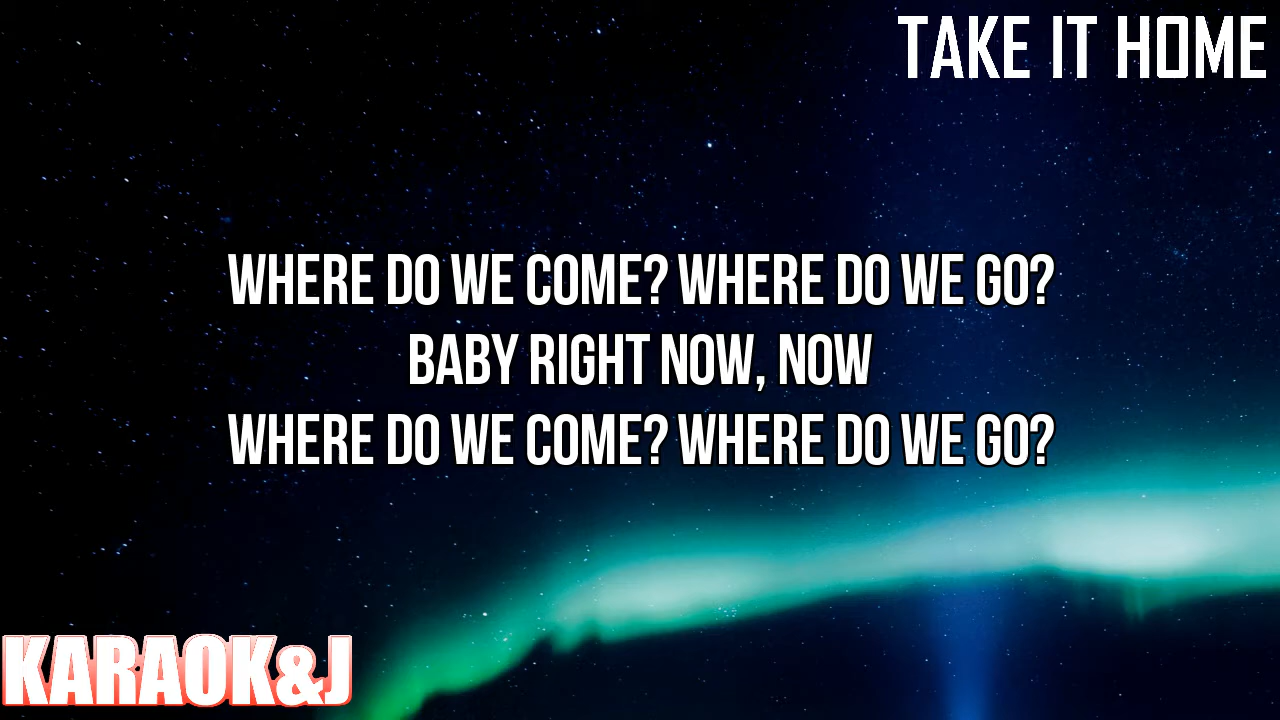 TAKE IT HOME
WHERE DO WE COME? WHERE DO WE GO?
BABY RIGHT NOW, NOW
WHERE DO WE COME? WHERE DO WE GO?
KARAOK&J